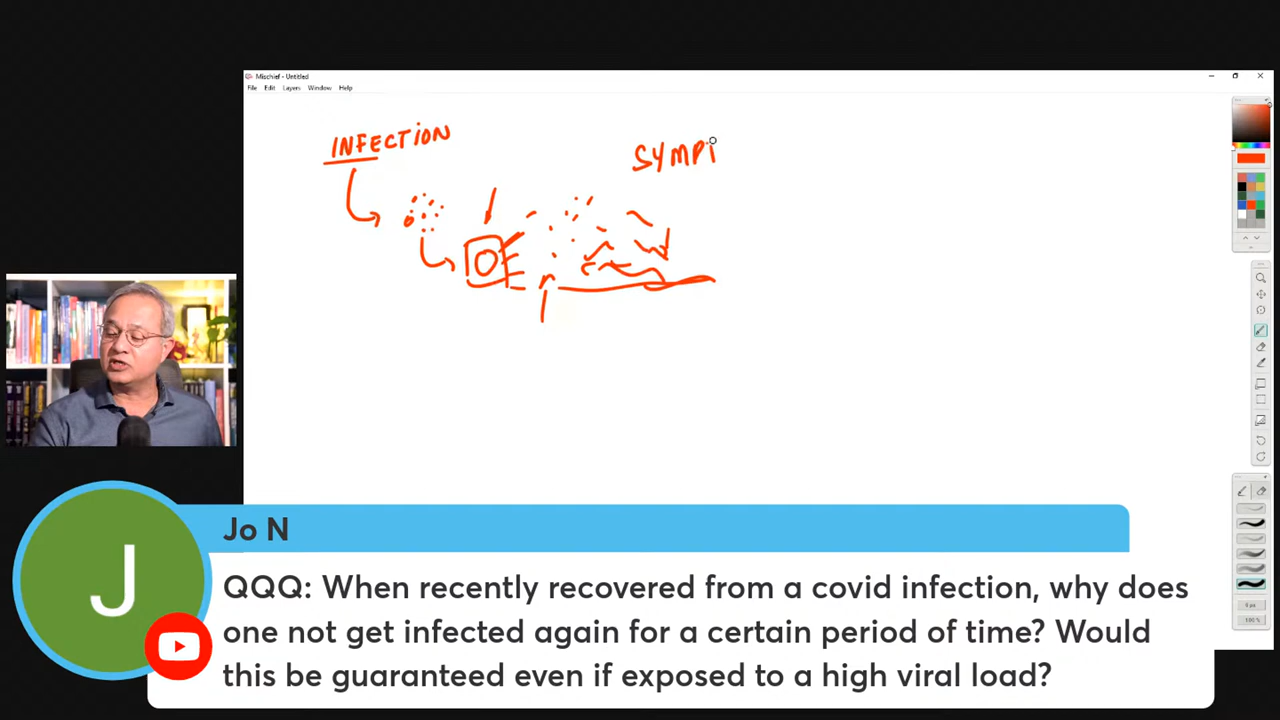 Mischief - Untitled
File Edit Layers Window Help
INFECTION
SYMPI
J
Jo N
QQQ: When recently recovered from a covid infection, why does
one not get infected again for a certain period of time? Would
this be guaranteed even if exposed to a high viral load?